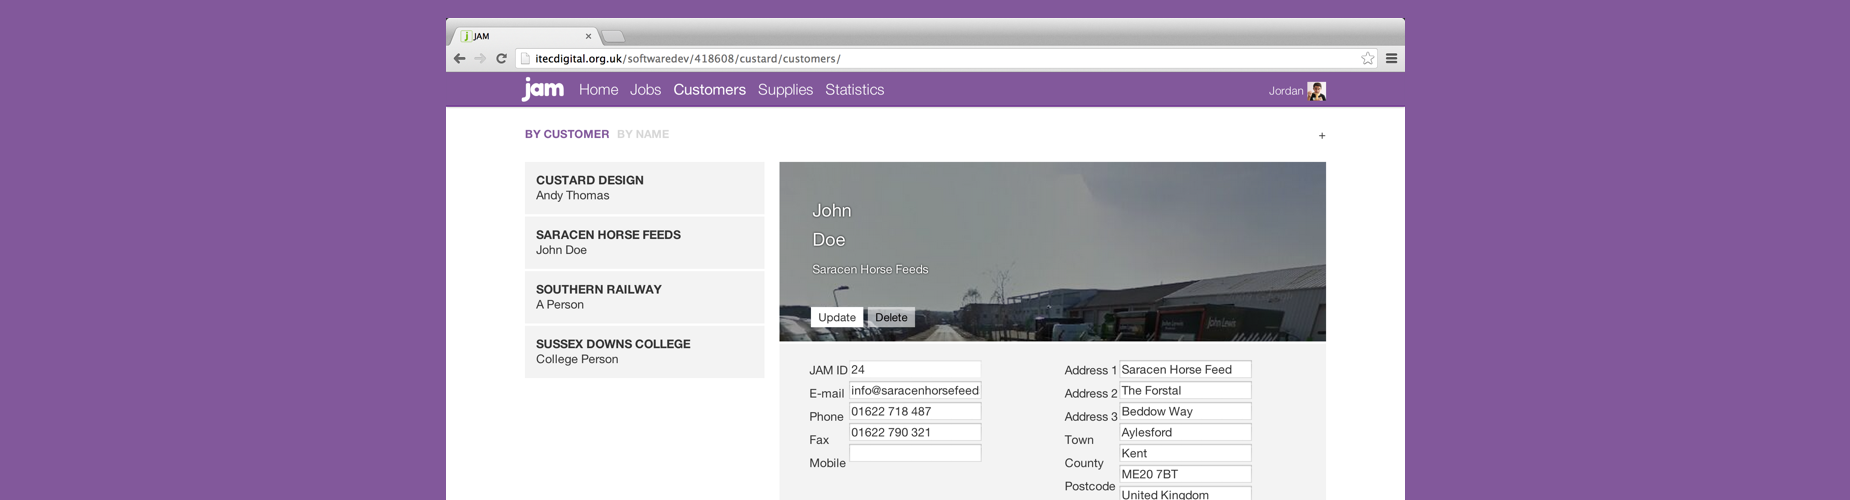 JAM
itecdigital.org.uk/softwaredev/418608/custard/customers/
jam Home Jobs Customers Supplies Statistics Jordan
BY CUSTOMER BY NAME +
CUSTARD DESIGN
Andy Thomas
SARACEN HORSE FEEDS
John Doe
SOUTHERN RAILWAY
A Person
SUSSEX DOWNS COLLEGE
College Person
John
Doe
Saracen Horse Feeds
Update Delete
John Lewis
John Lewis
JAM ID 24
E-mail info@saracenhorsefeed
Phone 01622 718 487
Fax 01622 790 321
Mobile
Address 1 Saracen Horse Feed
Address 2 The Forstal
Address 3 Beddow Way
Town Aylesford
County Kent
Postcode ME20 7BT
United Kingdom